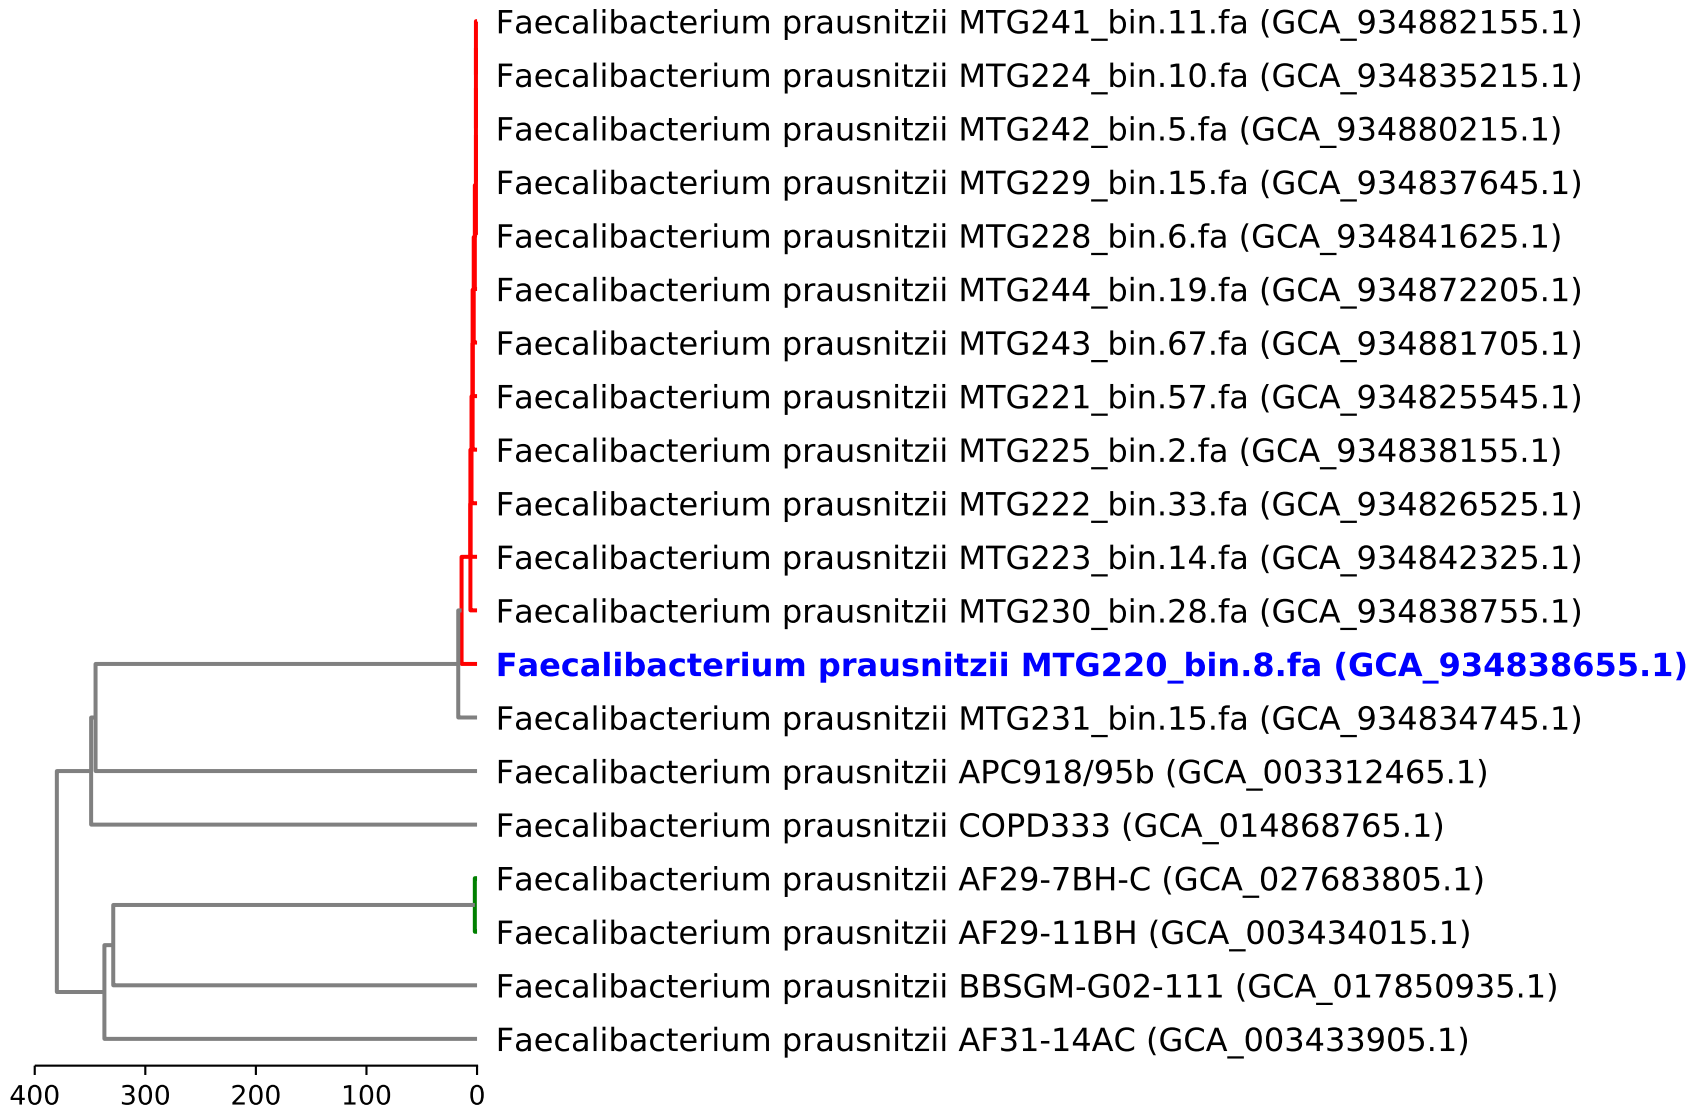 Faecalibacterium prausnitzii MTG241_bin.11.fa (GCA_934882155.1)
Faecalibacterium prausnitzii MTG224_bin.10.fa (GCA_934835215.1)
Faecalibacterium prausnitzii MTG242_bin.5.fa (GCA_934880215.1)
Faecalibacterium prausnitzii MTG229_bin.15.fa (GCA_934837645.1)
Faecalibacterium prausnitzii MTG228_bin.6.fa (GCA_934841625.1)
Faecalibacterium prausnitzii MTG244_bin.19.fa (GCA_934872205.1)
Faecalibacterium prausnitzii MTG243_bin.67.fa (GCA_934881705.1)
Faecalibacterium prausnitzii MTG221_bin.57.fa (GCA_934825545.1)
Faecalibacterium prausnitzii MTG225_bin.2.fa (GCA_934838155.1)
Faecalibacterium prausnitzii MTG222_bin.33.fa (GCA_934826525.1)
Faecalibacterium prausnitzii MTG223_bin.14.fa (GCA_934842325.1)
Faecalibacterium prausnitzii MTG230_bin.28.fa (GCA_934838755.1)
Faecalibacterium prausnitzii MTG220_bin.8.fa (GCA_934838655.1)
Faecalibacterium prausnitzii MTG231_bin.15.fa (GCA_934834745.1)
Faecalibacterium prausnitzii APC918/95b (GCA_003312465.1)
Faecalibacterium prausnitzii COPD333 (GCA_014868765.1)
Faecalibacterium prausnitzii AF29-7BH-C (GCA_027683805.1)
Faecalibacterium prausnitzii AF29-11BH (GCA_003434015.1)
Faecalibacterium prausnitzii BBSGM-G02-111 (GCA_017850935.1)
Faecalibacterium prausnitzii AF31-14AC (GCA_003433905.1)
400 300 200 100 0